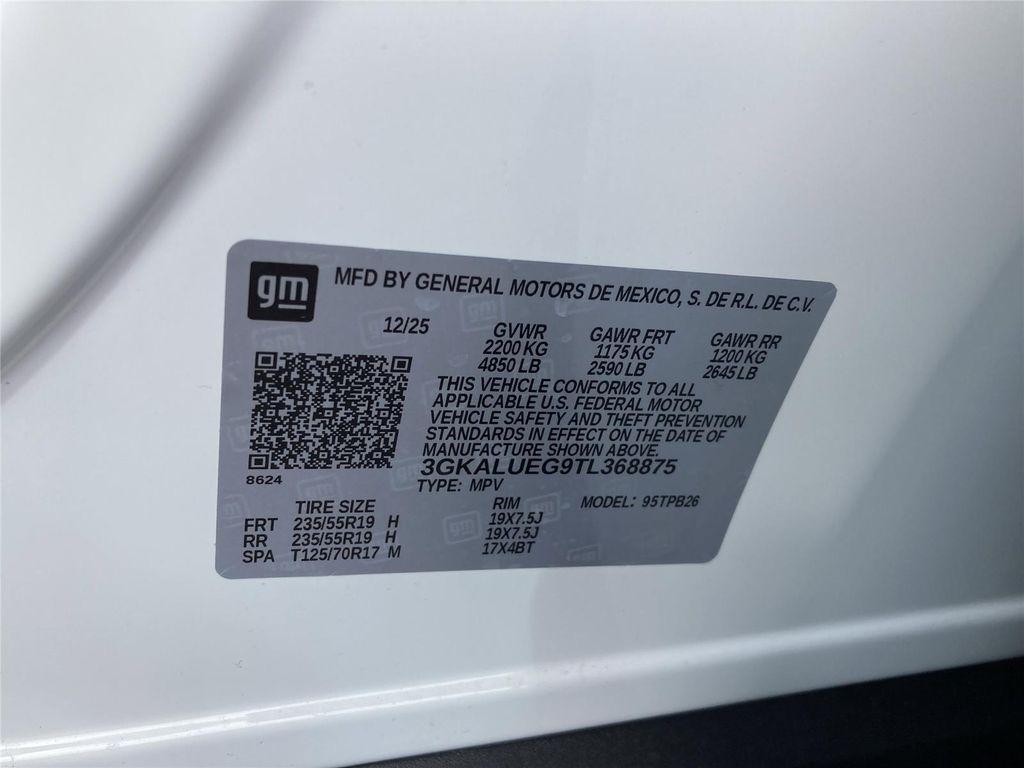 gm MFD BY GENERAL MOTORS DE MEXICO, S. DE R.L. DE C.V.
12/25 GVWR GAWR FRT GAWR RR
2200 KG 1175 KG 1200 KG
4850 LB 2590 LB 2645 LB
THIS VEHICLE CONFORMS TO ALL
APPLICABLE U.S. FEDERAL MOTOR
VEHICLE SAFETY AND THEFT PREVENTION
STANDARDS IN EFFECT ON THE DATE OF
MANUFACTURE SHOWN ABOVE.
3GKALUEG9TL368875
8624
TYPE: MPV MODEL: 95TPB26
TIRE SIZE RIM
FRT 235/55R19 H 19X7.5J
RR 235/55R19 H 19X7.5J
SPA T125/70R17 M 17X4BT